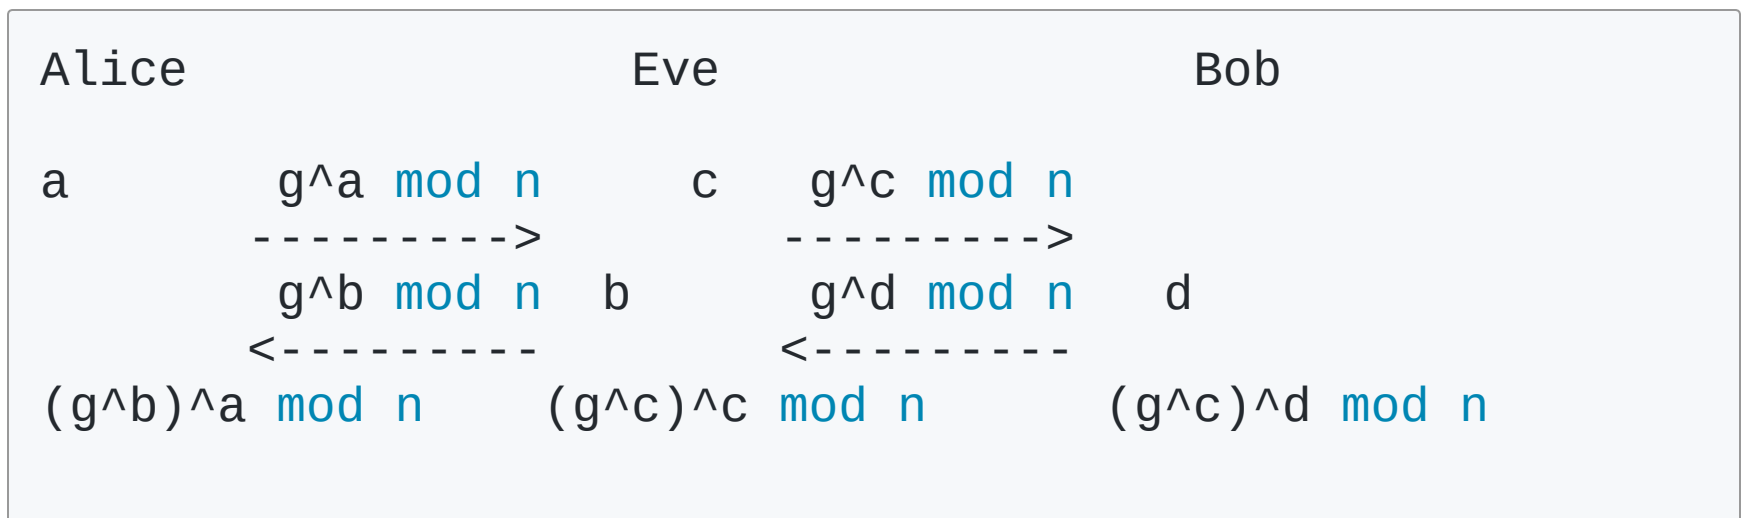 Alice               Eve                Bob
a       g^a mod n     c   g^c mod n
       --------->        --------->
        g^b mod n  b      g^d mod n   d
       <---------        <---------
(g^b)^a mod n    (g^c)^c mod n      (g^c)^d mod n